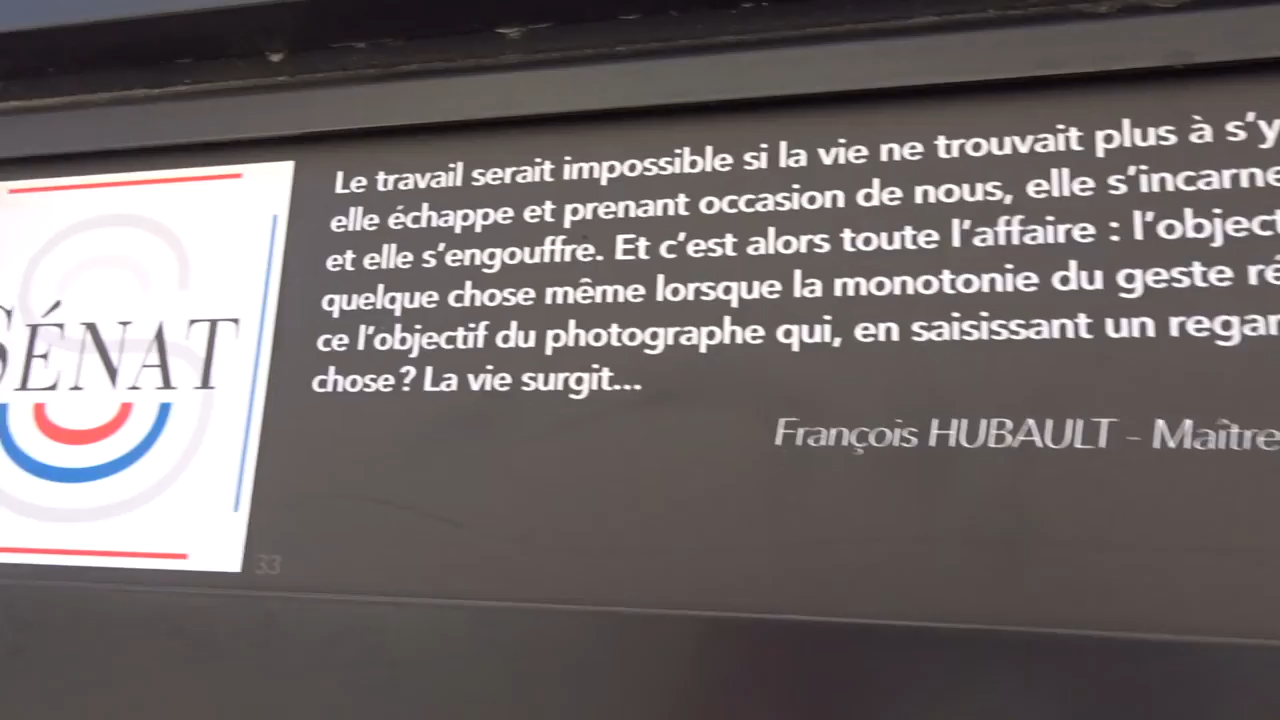 Le travail serait impossible si la vie ne trouvait plus à s'y
elle échappe et prenant occasion de nous, elle s'incarne
et elle s'engouffre. Et c'est alors toute l'affaire : l'object
quelque chose même lorsque la monotonie du geste ré
ce l'objectif du photographe qui, en saisissant un regar
chose ? La vie surgit...
François HUBAULT - Maître
SÉNAT
33